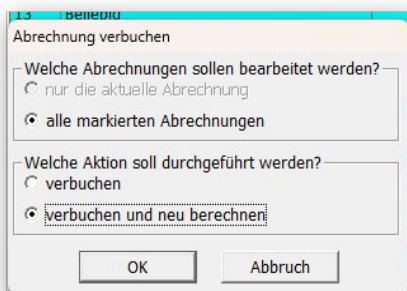 13 Beliebig
Abrechnung verbuchen
Welche Abrechnungen sollen bearbeitet werden?
nur die aktuelle Abrechnung
alle markierten Abrechnungen
Welche Aktion soll durchgeführt werden?
verbuchen
verbuchen und neu berechnen
OK Abbruch